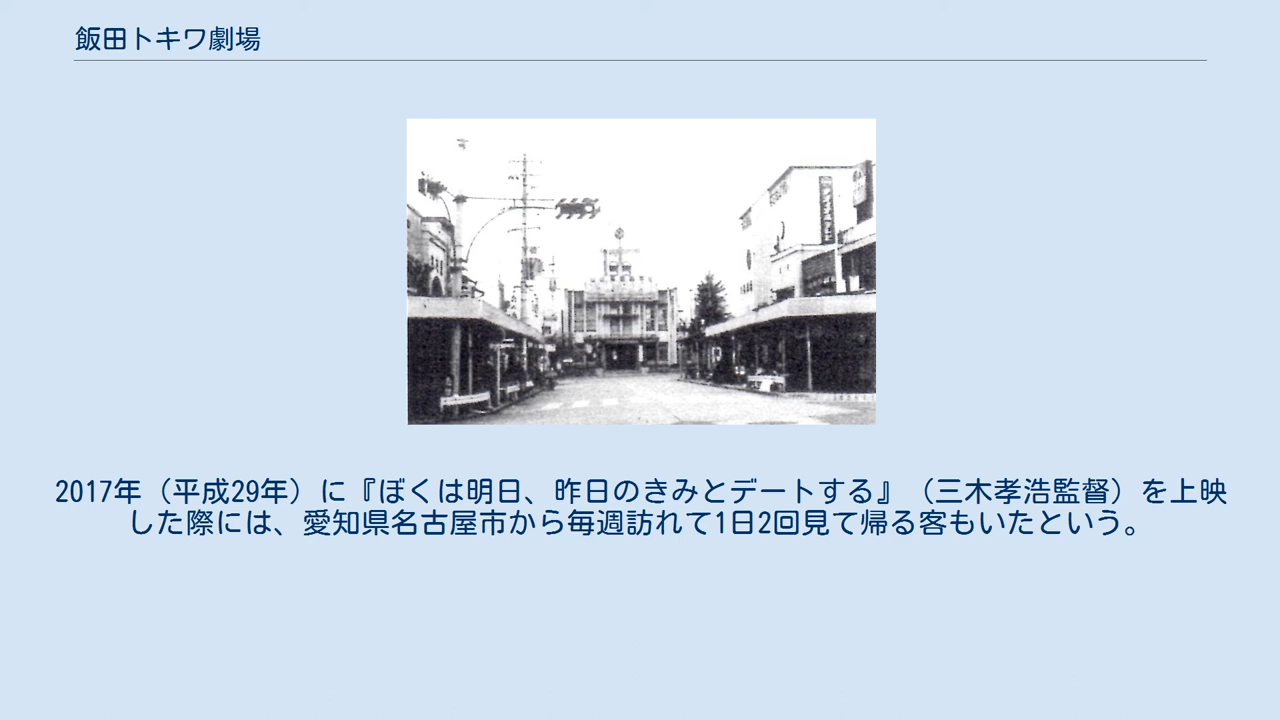 飯田トキワ劇場
2017年（平成29年）に『ぼくは明日、昨日のきみとデートする』（三木孝浩監督）を上映
した際には、愛知県名古屋市から毎週訪れて1日2回見て帰る客もいたという。